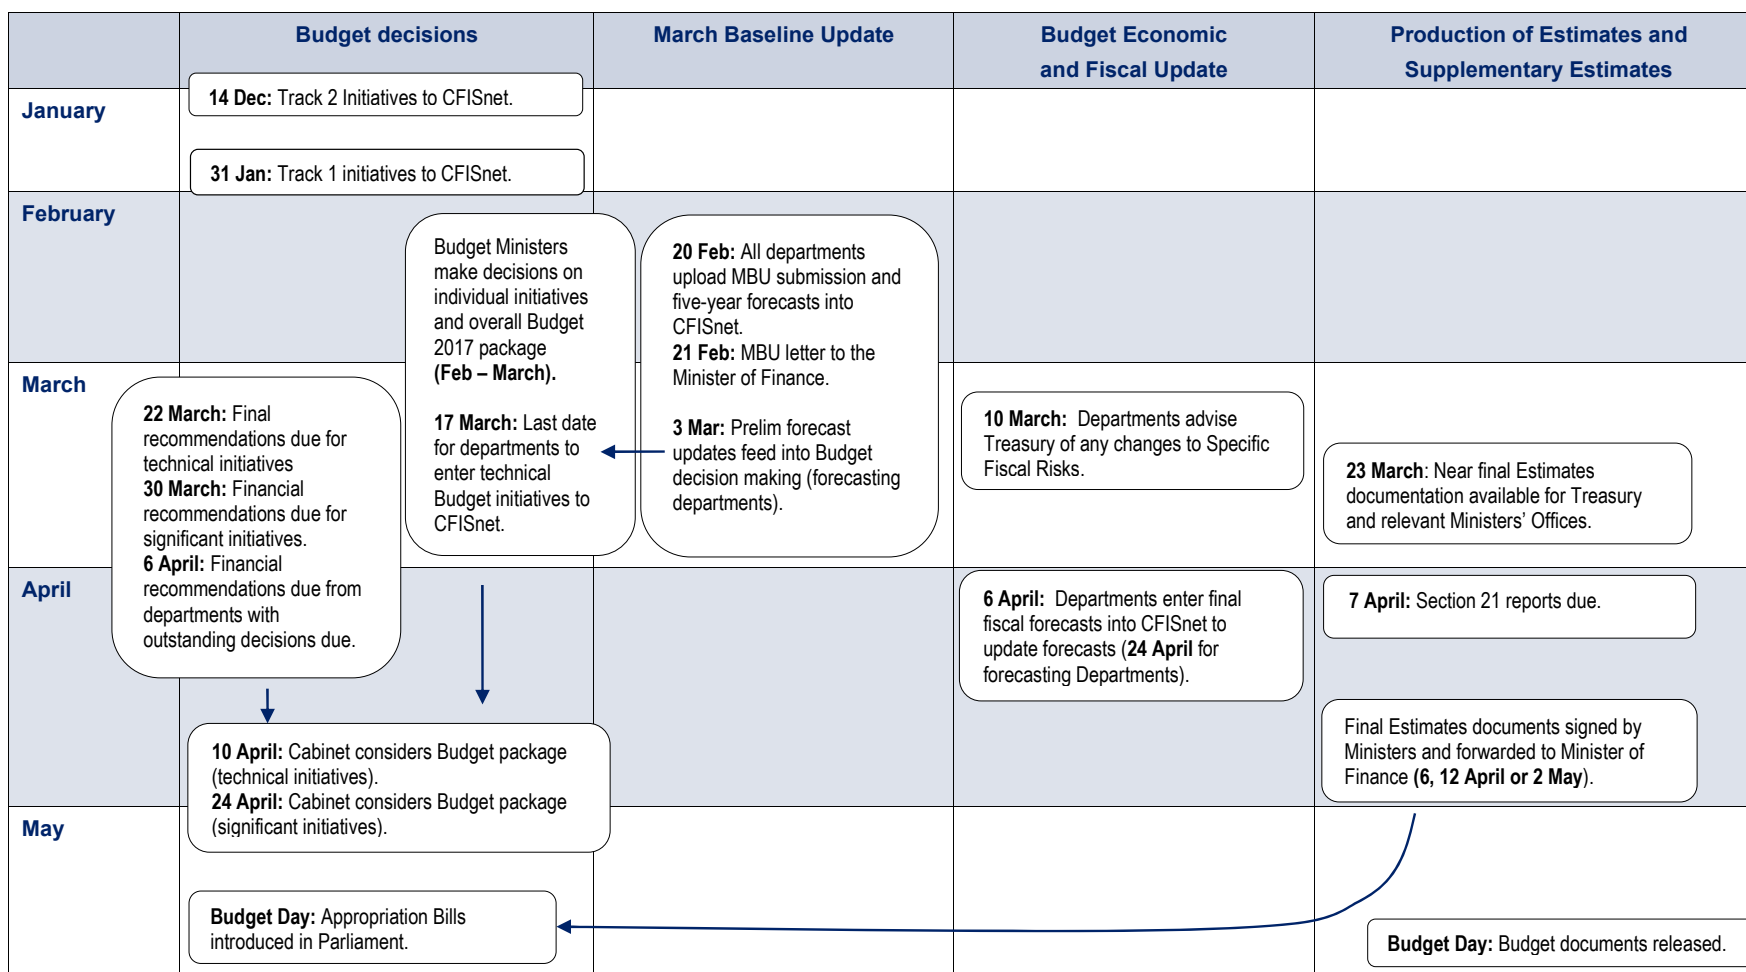 Budget decisions
March Baseline Update
Budget Economic
and Fiscal Update
Production of Estimates and
Supplementary Estimates
January
14 Dec: Track 2 Initiatives to CFISnet.
31 Jan: Track 1 initiatives to CFISnet.
February
Budget Ministers
make decisions on
individual initiatives
and overall Budget
2017 package
(Feb – March).
17 March: Last date
for departments to
enter technical
Budget initiatives to
CFISnet.
20 Feb: All departments
upload MBU submission and
five-year forecasts into
CFISnet.
21 Feb: MBU letter to the
Minister of Finance.
3 Mar: Prelim forecast
updates feed into Budget
decision making (forecasting
departments).
March
22 March: Final
recommendations due for
technical initiatives
30 March: Financial
recommendations due for
significant initiatives.
6 April: Financial
recommendations due from
departments with
outstanding decisions due.
10 March: Departments advise
Treasury of any changes to Specific
Fiscal Risks.
23 March: Near final Estimates
documentation available for Treasury
and relevant Ministers' Offices.
April
6 April: Departments enter final
fiscal forecasts into CFISnet to
update forecasts (24 April for
forecasting Departments).
7 April: Section 21 reports due.
Final Estimates documents signed by
Ministers and forwarded to Minister of
Finance (6, 12 April or 2 May).
10 April: Cabinet considers Budget package
(technical initiatives).
24 April: Cabinet considers Budget package
(significant initiatives).
May
Budget Day: Appropriation Bills
introduced in Parliament.
Budget Day: Budget documents released.